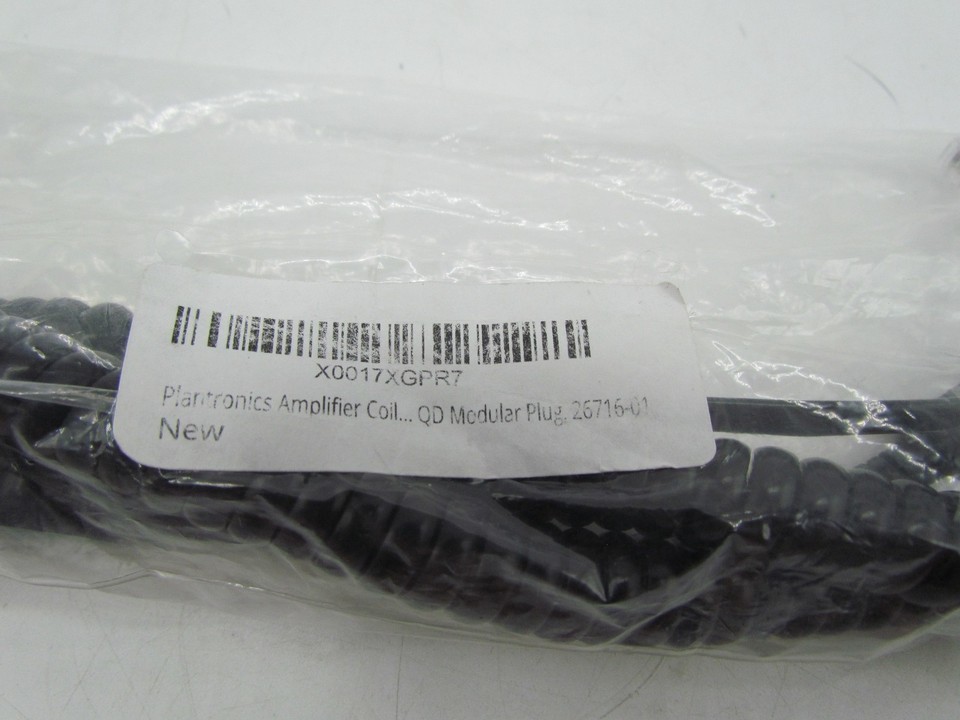 X0017XGPR7
Plantronics Amplifier Coil... QD Modular Plug, 26716-01
New